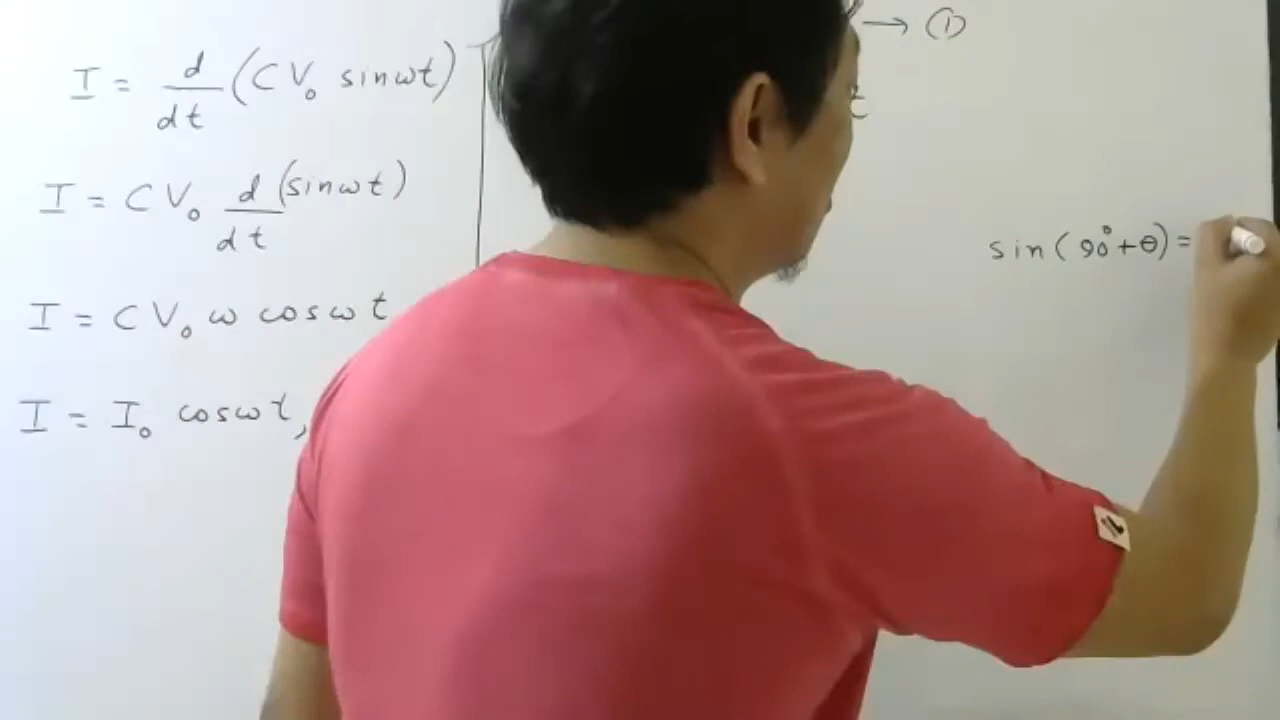 I = d/dt (CV₀ sinωt)
I = CV₀ d/dt (sinωt)
I = CV₀ ω cosωt
I = I₀ cosωt,
→ ①
t
sin(90°+θ)=